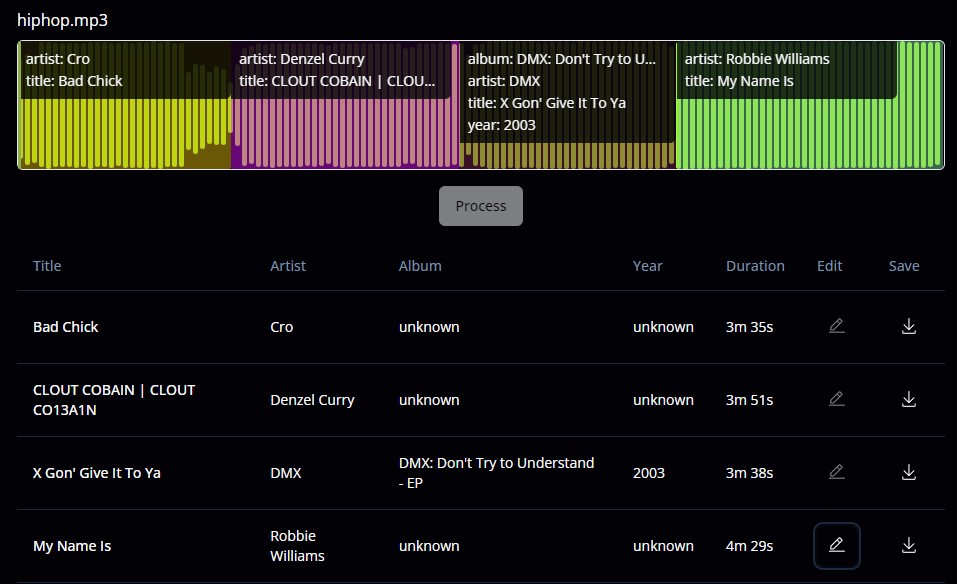 hiphop.mp3
artist: Cro
title: Bad Chick
artist: Denzel Curry
title: CLOUT COBAIN | CLOU...
album: DMX: Don't Try to U...
artist: DMX
title: X Gon' Give It To Ya
year: 2003
artist: Robbie Williams
title: My Name Is
Process
Title Artist Album Year Duration Edit Save
Bad Chick Cro unknown unknown 3m 35s
CLOUT COBAIN | CLOUT
CO13A1N Denzel Curry unknown unknown 3m 51s
X Gon' Give It To Ya DMX DMX: Don't Try to Understand
- EP 2003 3m 38s
My Name Is Robbie
Williams unknown unknown 4m 29s